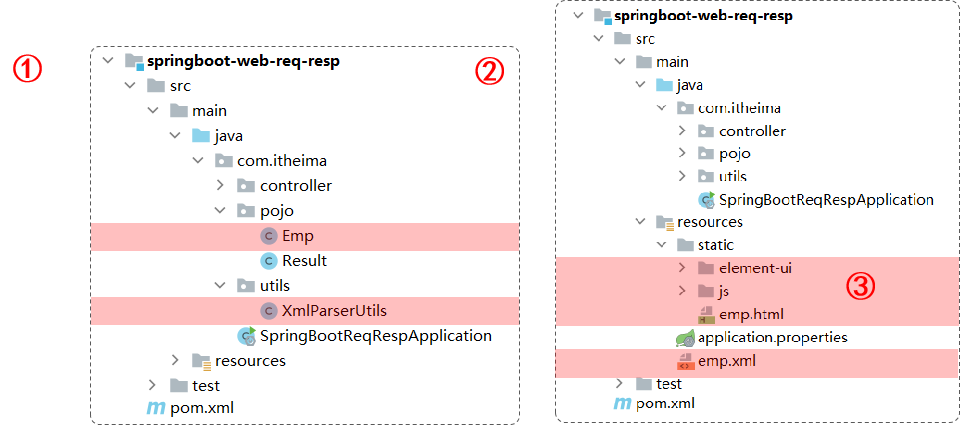 ①
②
springboot-web-req-resp
src
main
java
com.itheima
controller
pojo
Emp
Result
utils
XmlParserUtils
SpringBootReqRespApplication
resources
test
pom.xml
springboot-web-req-resp
src
main
java
com.itheima
controller
pojo
utils
SpringBootReqRespApplication
resources
static
element-ui
js
③
emp.html
application.properties
emp.xml
test
pom.xml